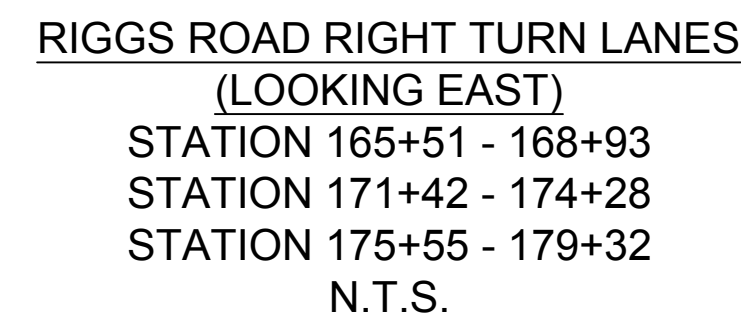 RIGGS ROAD RIGHT TURN LANES
(LOOKING EAST)
STATION 165+51 - 168+93
STATION 171+42 - 174+28
STATION 175+55 - 179+32
N.T.S.